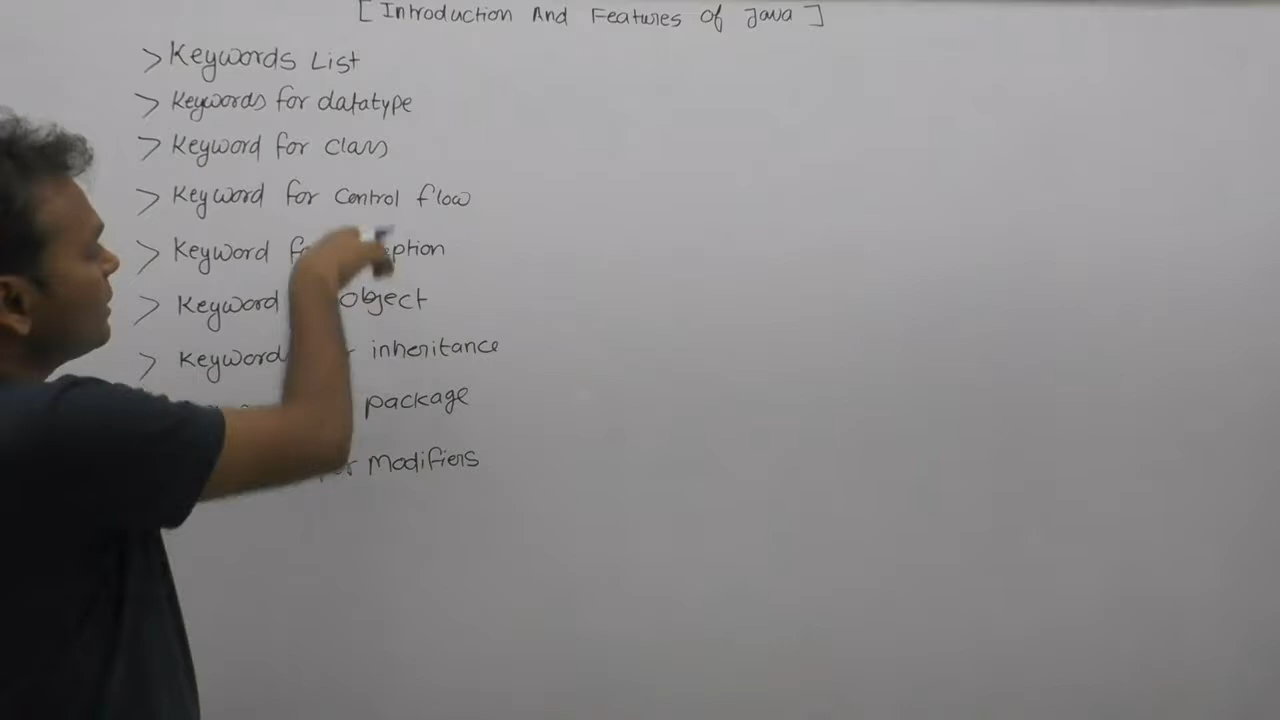 [ Introduction And Features of Java ]
> Keywords List
> Keywords for datatype
> Keyword for class
> Keyword for control flow
> Keyword ption
> Keyword object
> Keyword inheritance
package
Modifiers